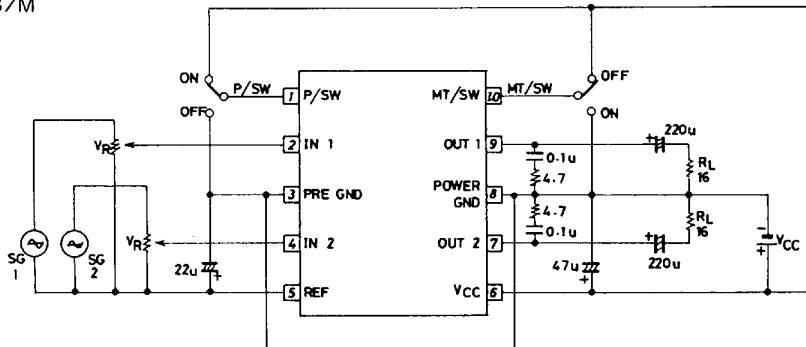 ON
P/SW
OFF
1 P/SW
MT/SW 10
MT/SW
OFF
ON
VR
2 IN 1
OUT 1 9
220u
+
0.1u
4.7
RL
16
3 PRE GND
POWER
GND 8
4.7
0.1u
RL
16
-
+
VCC
SG
1
SG
2
VR
4 IN 2
OUT 2 7
+
220u
22u
+
5 REF
VCC 6
47u
+